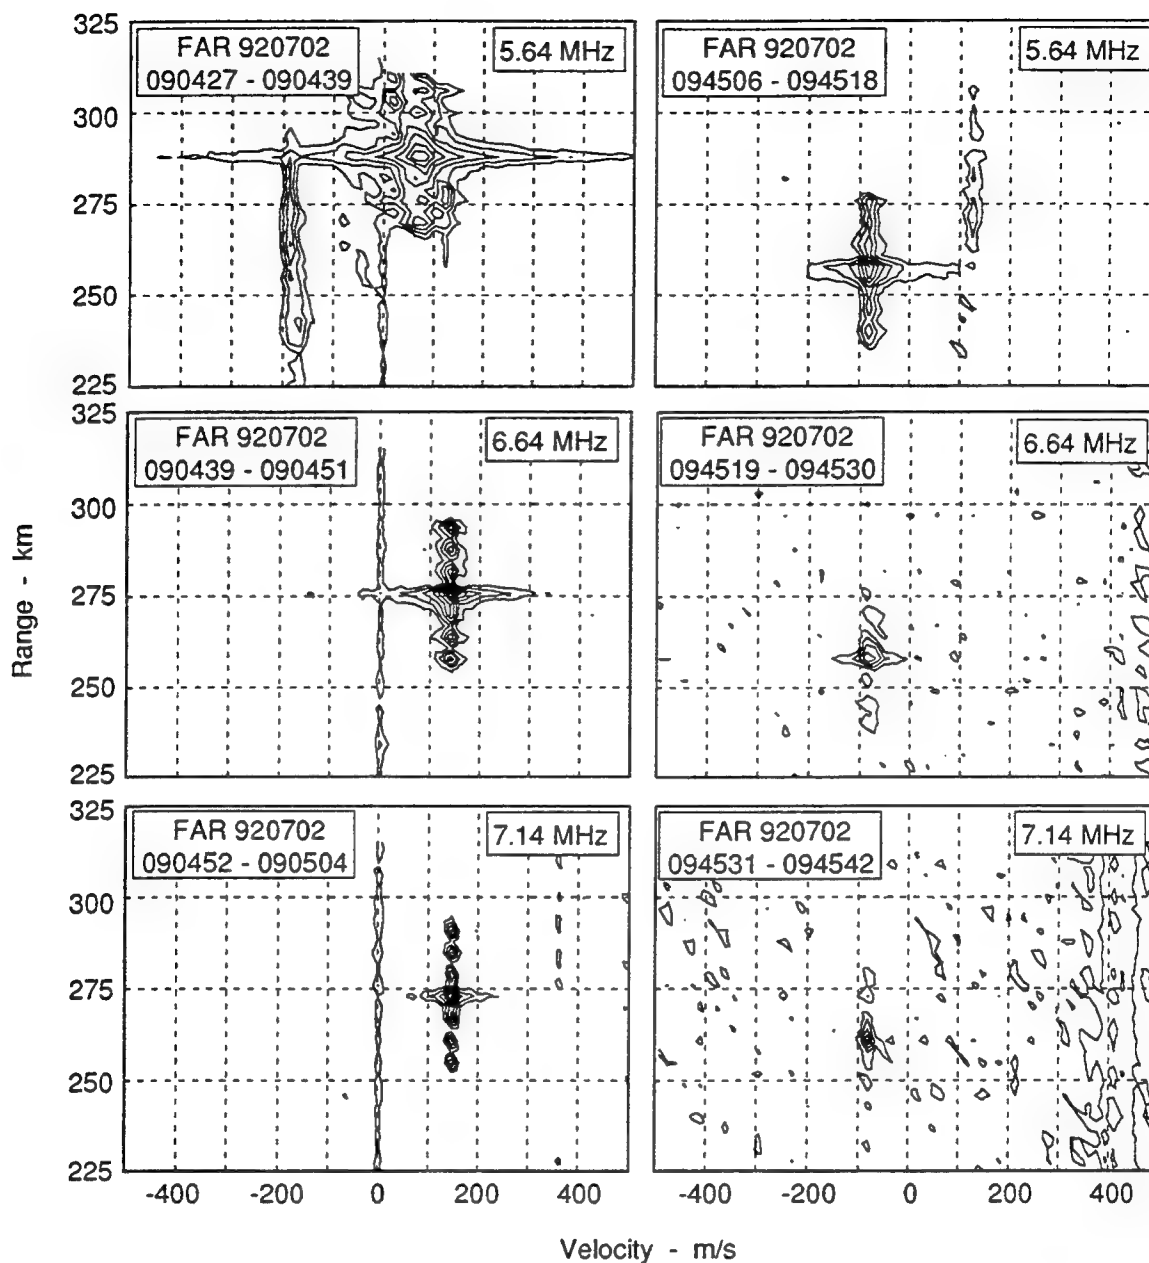 325
FAR 920702
090427 - 090439
5.64 MHz
FAR 920702
094506 - 094518
5.64 MHz
300
275
250
225
325
FAR 920702
090439 - 090451
6.64 MHz
FAR 920702
094519 - 094530
6.64 MHz
300
275
250
225
Range - km
325
FAR 920702
090452 - 090504
7.14 MHz
FAR 920702
094531 - 094542
7.14 MHz
300
275
250
225
-400 -200 0 200 400 -400 -200 0 200 400
Velocity - m/s